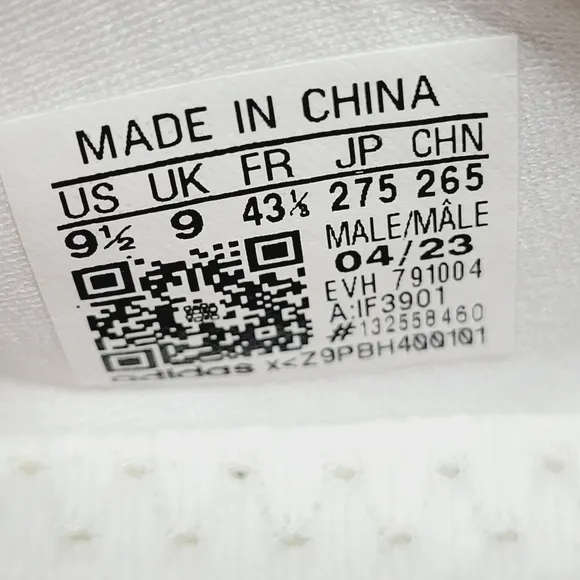 MADE IN CHINA
US UK FR JP CHN
9½ 9 43⅓ 275 265
MALE/MÂLE
04/23
EVH 791004
A:IF3901
#132558460
adidas X<Z9PBH400101